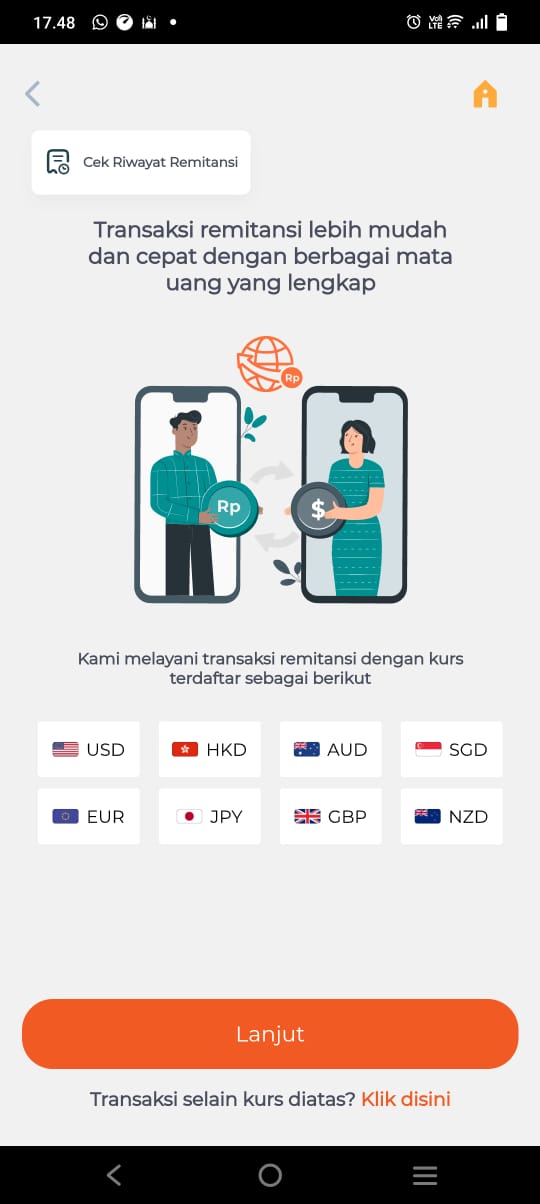 17.48
Vo) LTE
Cek Riwayat Remitansi
Transaksi remitansi lebih mudah
dan cepat dengan berbagai mata
uang yang lengkap
Rp
Rp
$
Kami melayani transaksi remitansi dengan kurs
terdaftar sebagai berikut
USD
HKD
AUD
SGD
EUR
JPY
GBP
NZD
Lanjut
Transaksi selain kurs diatas? Klik disini